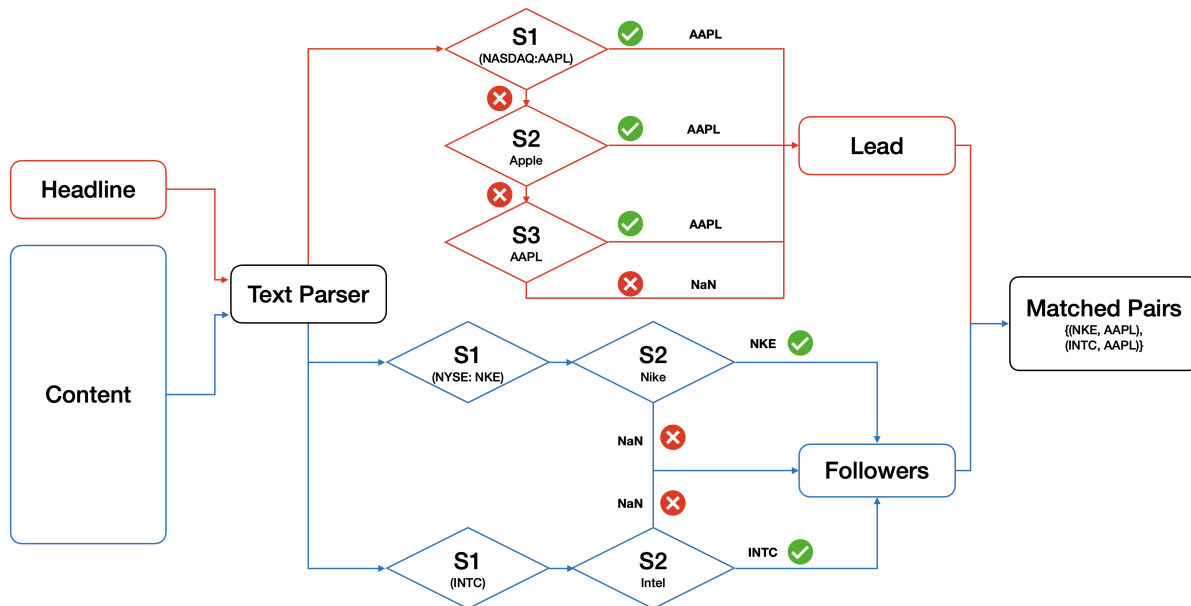 Headline
Content
Text Parser
S1
(NASDAQ:AAPL)
AAPL
S2
Apple
AAPL
S3
AAPL
AAPL
NaN
Lead
S1
(NYSE: NKE)
S2
Nike
NKE
NaN
NaN
Followers
S1
(INTC)
S2
Intel
INTC
Matched Pairs
{(NKE, AAPL),
(INTC, AAPL)}